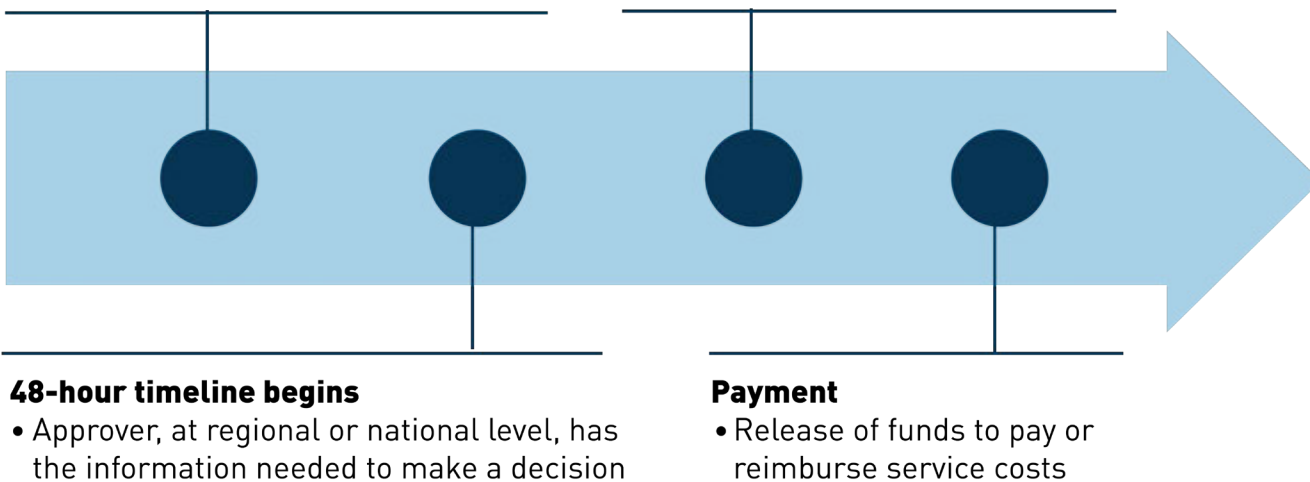 48-hour timeline begins
• Approver, at regional or national level, has
the information needed to make a decision
Payment
• Release of funds to pay or
reimburse service costs